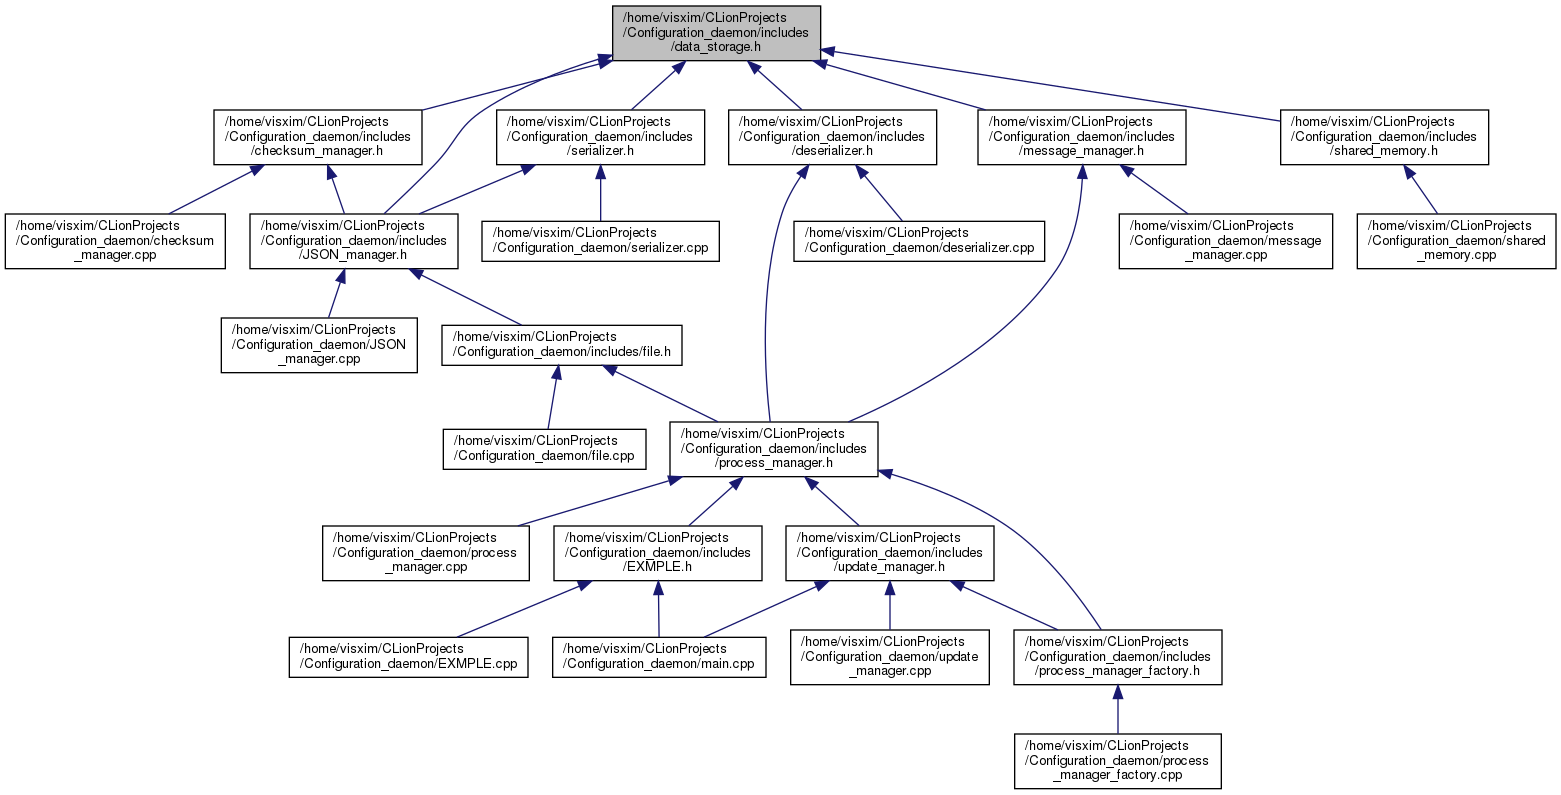 /home/visxim/CLionProjects
/Configuration_daemon/includes
/data_storage.h
/home/visxim/CLionProjects
/Configuration_daemon/includes
/checksum_manager.h
/home/visxim/CLionProjects
/Configuration_daemon/includes
/serializer.h
/home/visxim/CLionProjects
/Configuration_daemon/includes
/deserializer.h
/home/visxim/CLionProjects
/Configuration_daemon/includes
/message_manager.h
/home/visxim/CLionProjects
/Configuration_daemon/includes
/shared_memory.h
/home/visxim/CLionProjects
/Configuration_daemon/checksum
_manager.cpp
/home/visxim/CLionProjects
/Configuration_daemon/includes
/JSON_manager.h
/home/visxim/CLionProjects
/Configuration_daemon/serializer.cpp
/home/visxim/CLionProjects
/Configuration_daemon/deserializer.cpp
/home/visxim/CLionProjects
/Configuration_daemon/message
_manager.cpp
/home/visxim/CLionProjects
/Configuration_daemon/shared
_memory.cpp
/home/visxim/CLionProjects
/Configuration_daemon/JSON
_manager.cpp
/home/visxim/CLionProjects
/Configuration_daemon/includes/file.h
/home/visxim/CLionProjects
/Configuration_daemon/file.cpp
/home/visxim/CLionProjects
/Configuration_daemon/includes
/process_manager.h
/home/visxim/CLionProjects
/Configuration_daemon/process
_manager.cpp
/home/visxim/CLionProjects
/Configuration_daemon/includes
/EXMPLE.h
/home/visxim/CLionProjects
/Configuration_daemon/includes
/update_manager.h
/home/visxim/CLionProjects
/Configuration_daemon/EXMPLE.cpp
/home/visxim/CLionProjects
/Configuration_daemon/main.cpp
/home/visxim/CLionProjects
/Configuration_daemon/update
_manager.cpp
/home/visxim/CLionProjects
/Configuration_daemon/includes
/process_manager_factory.h
/home/visxim/CLionProjects
/Configuration_daemon/process
_manager_factory.cpp